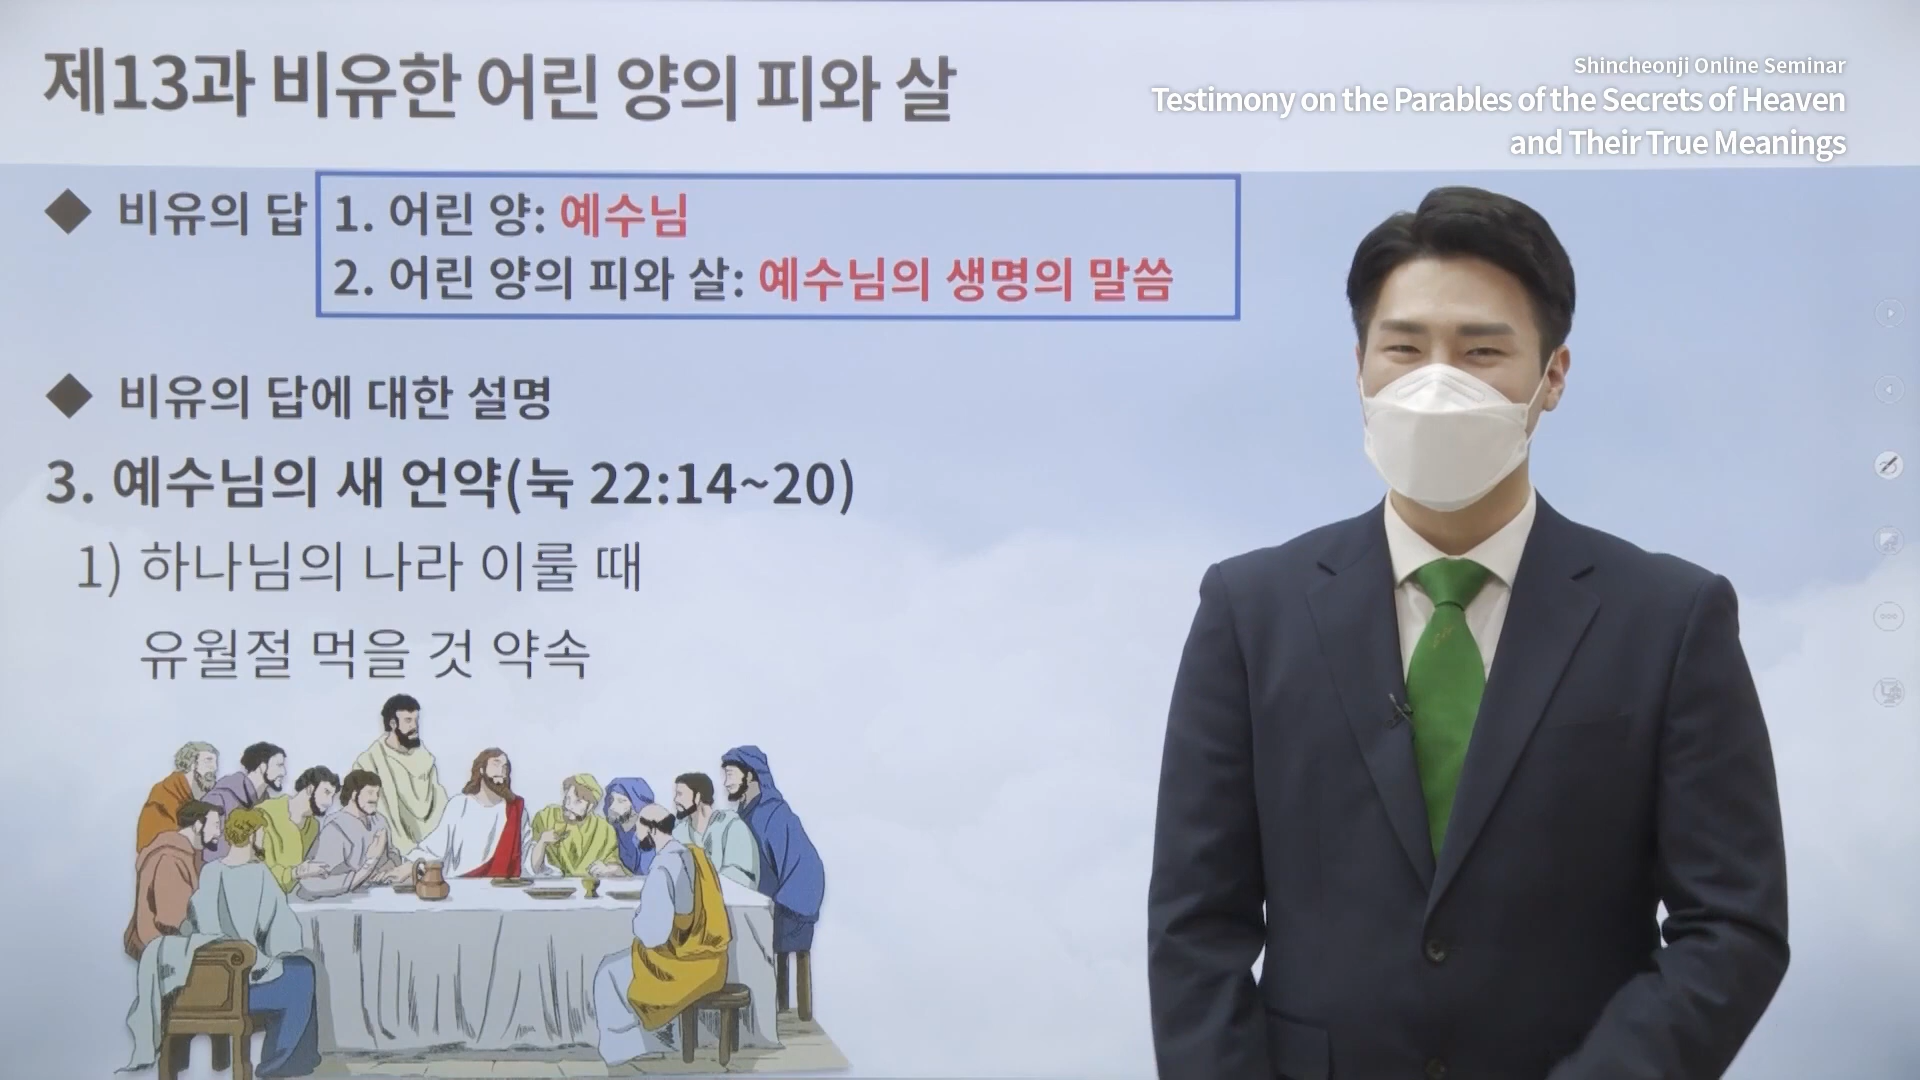 제13과 비유한 어린 양의 피와 살
Shincheonji Online Seminar
Testimony on the Parables of the Secrets of Heaven
and Their True Meanings
◆ 비유의 답
1. 어린 양: 예수님
2. 어린 양의 피와 살: 예수님의 생명의 말씀
◆ 비유의 답에 대한 설명
3. 예수님의 새 언약(눅 22:14~20)
1) 하나님의 나라 이룰 때
유월절 먹을 것 약속